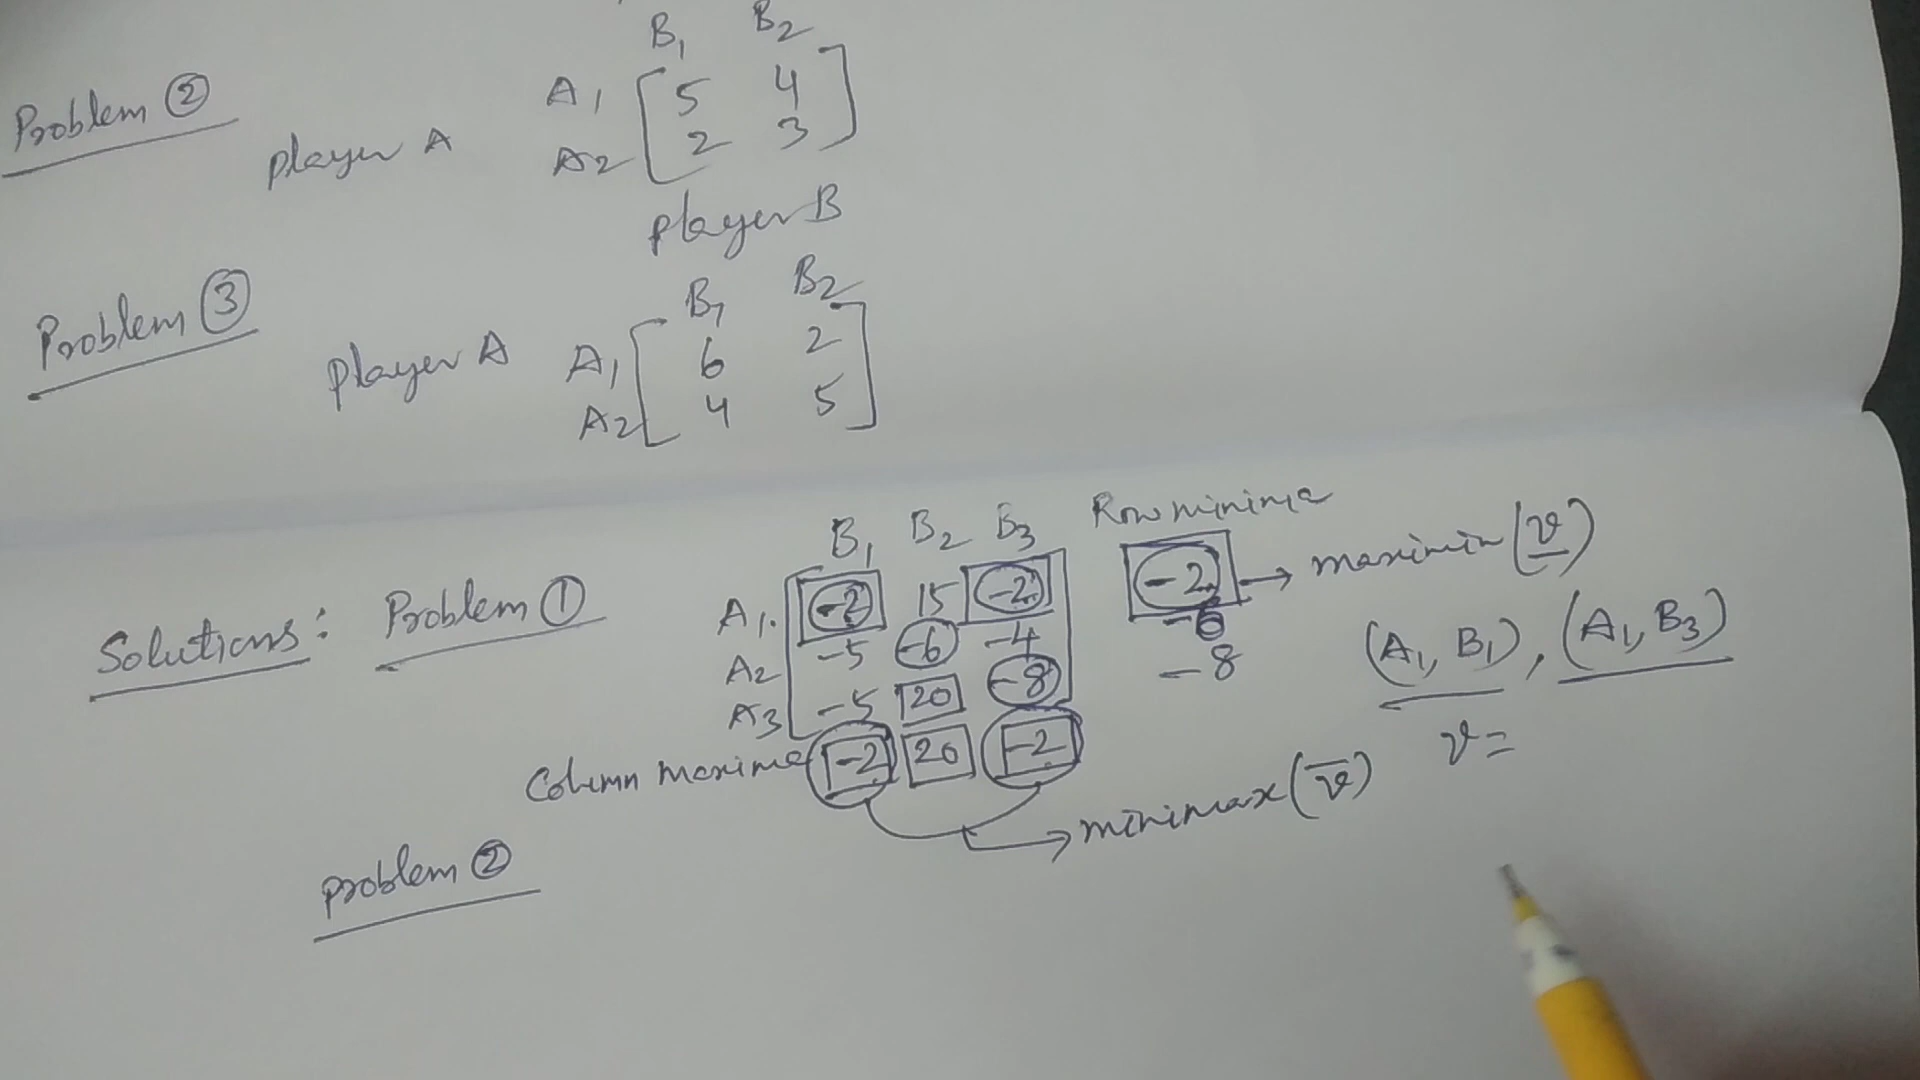 B1 B2
Problem ② Player A A1 [ 5 4 ]
A2 [ 2 3 ]
Player B
B1 B2
Problem ③ Player A A1 [ 6 2 ]
A2 [ 4 5 ]
B1 B2 B3 Row minima
Solutions: Problem ① A1 -2 15 -2 -2 → maximin (v)
A2 -5 -6 -4 -6
A3 -5 20 -8 -8
(A1, B1), (A1, B3)
Column maxima -2 20 -2 v=
→ minimax (v̅)
Problem ②